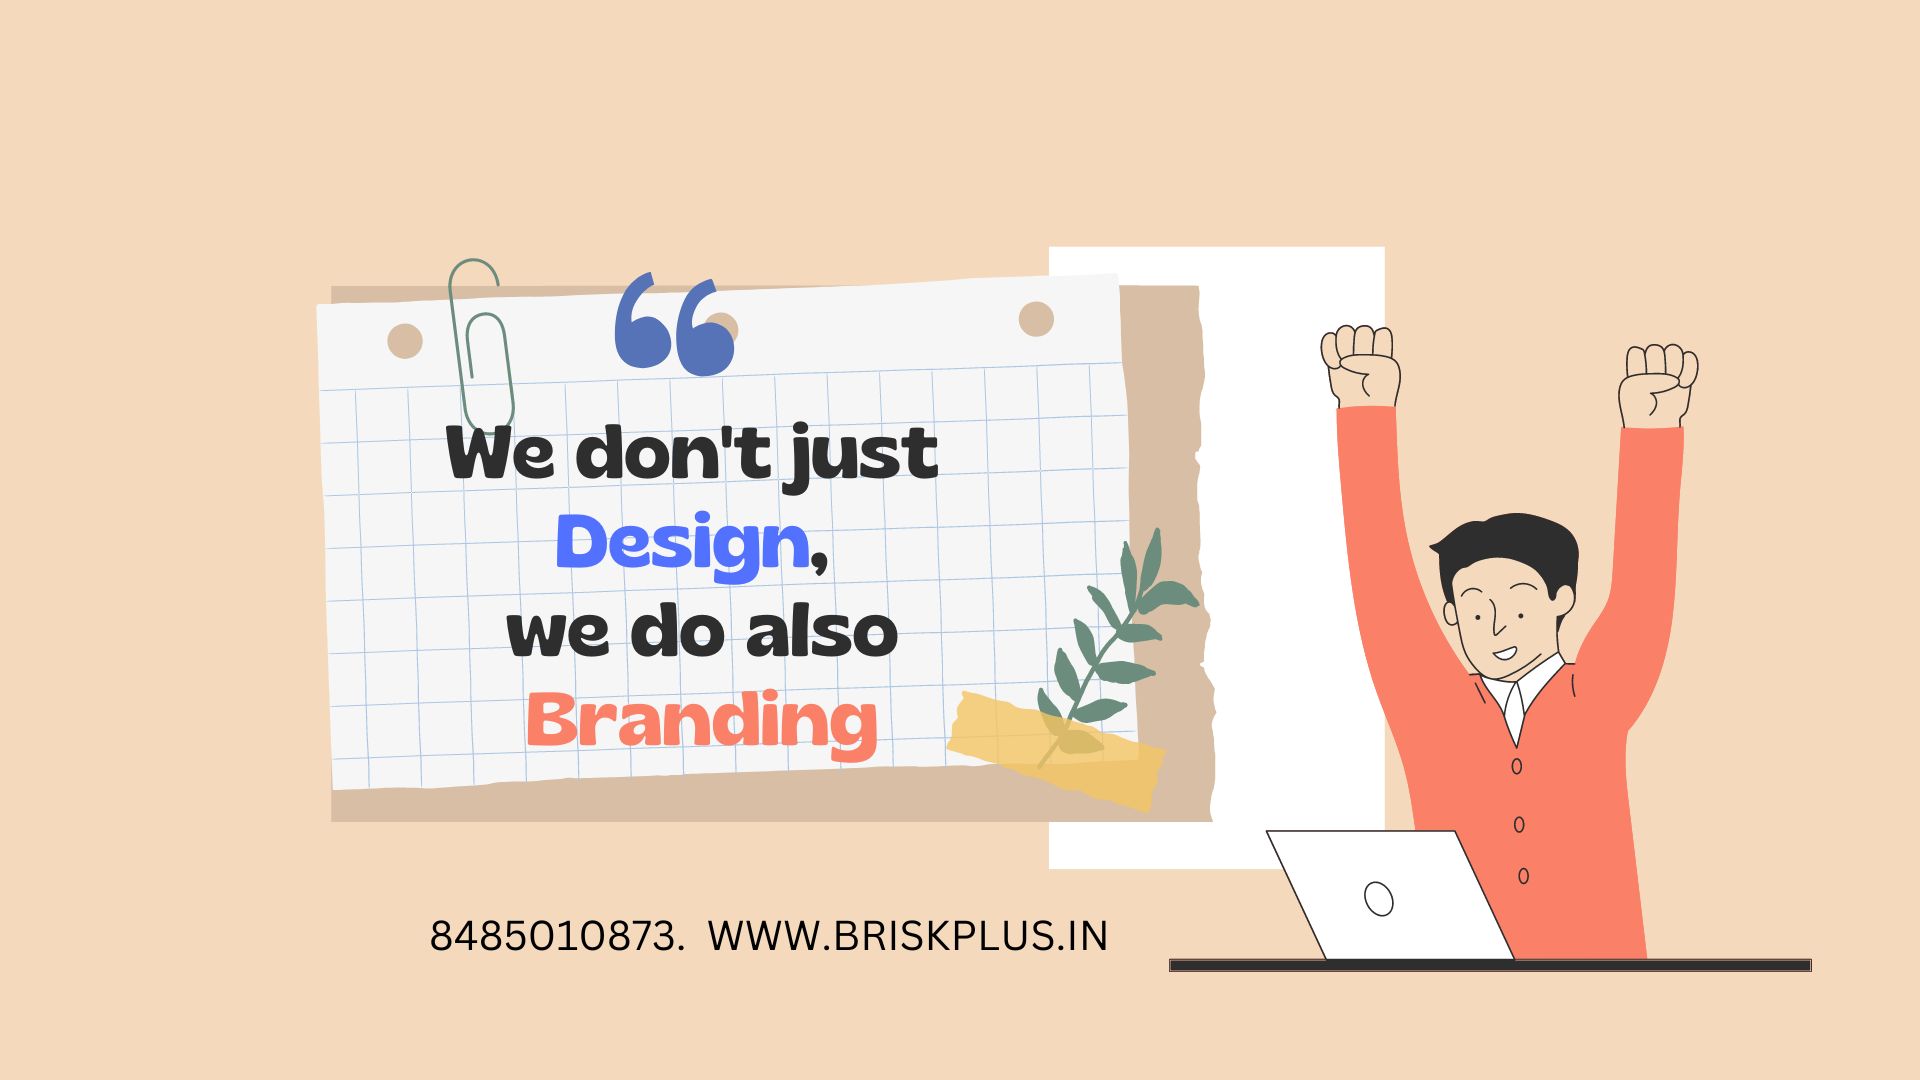 We don't just
Design,
we do also
Branding
8485010873.  WWW.BRISKPLUS.IN